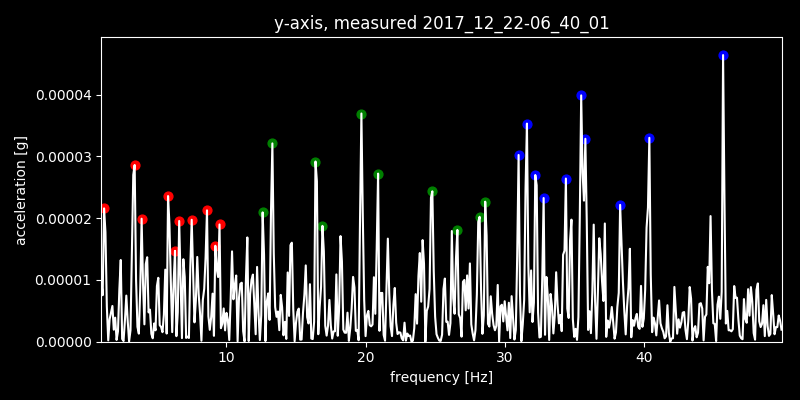 y-axis, measured 2017_12_22-06_40_01
acceleration [g]
0.00004
0.00003
0.00002
0.00001
0.00000
10 20 30 40
frequency [Hz]